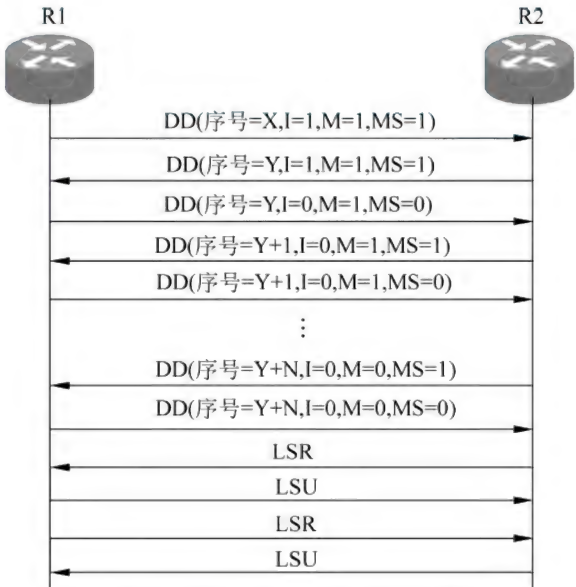 R1
R2
DD(序号=X,I=1,M=1,MS=1)
DD(序号=Y,I=1,M=1,MS=1)
DD(序号=Y,I=0,M=1,MS=0)
DD(序号=Y+1,I=0,M=1,MS=1)
DD(序号=Y+1,I=0,M=1,MS=0)
⋮
DD(序号=Y+N,I=0,M=0,MS=1)
DD(序号=Y+N,I=0,M=0,MS=0)
LSR
LSU
LSR
LSU